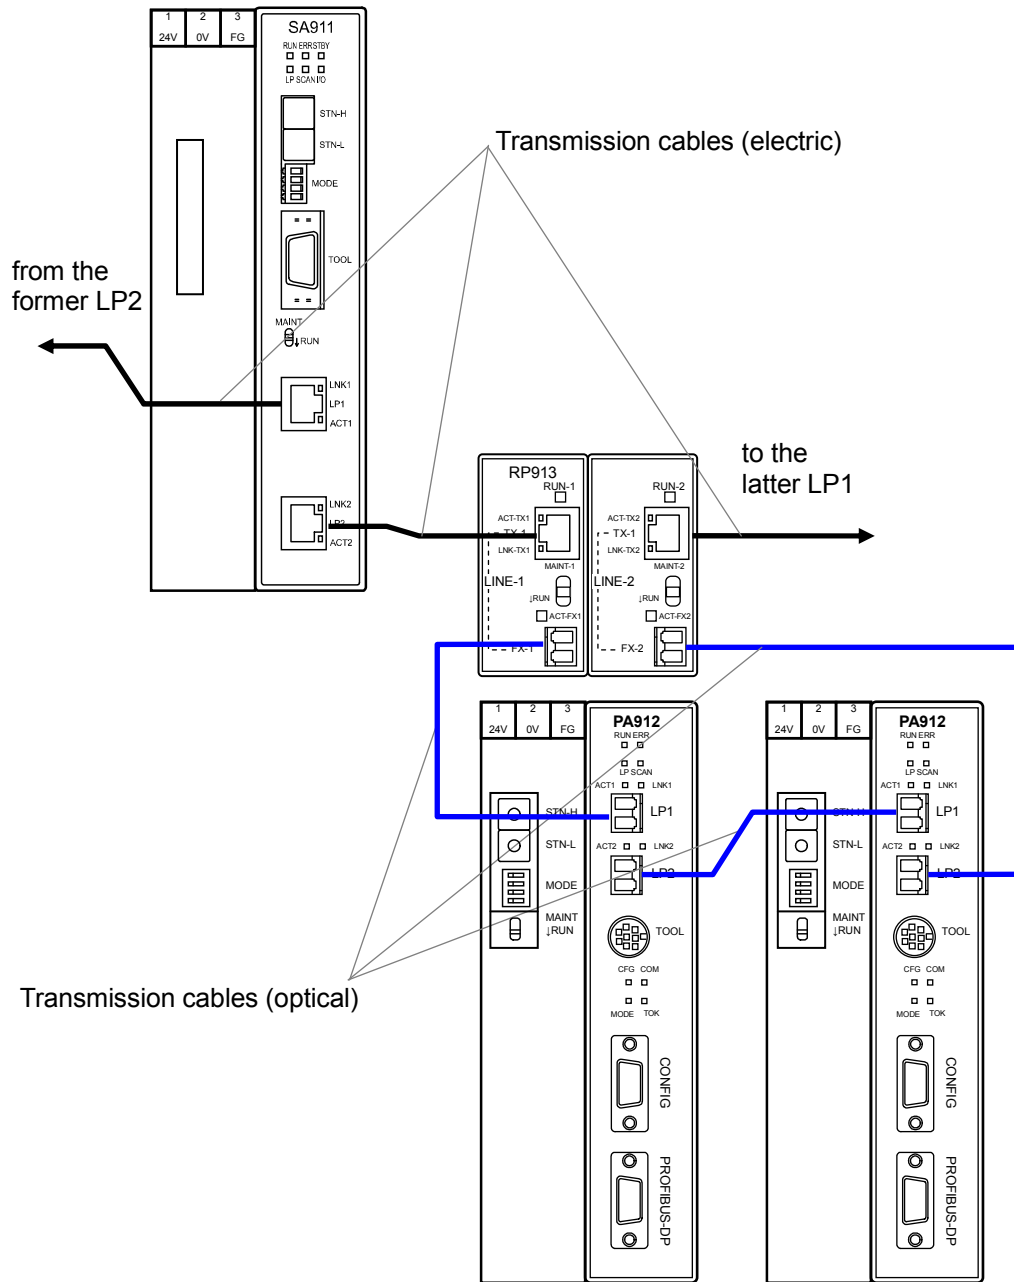 1 2 3
24V 0V FG
SA911
RUN ERR STBY
LP SCAN I/O
STN-H
STN-L
MODE
TOOL
MAINT
↓RUN
LNK1
LP1
ACT1
LNK2
LP2
ACT2
Transmission cables (electric)
from the
former LP2
to the
latter LP1
RP913
RUN-1
ACT-TX1
TX-1
LNK-TX1
MAINT-1
LINE-1
↓RUN
ACT-FX1
FX-1
RUN-2
ACT-TX2
TX-1
LNK-TX2
MAINT-2
LINE-2
↓RUN
ACT-FX2
FX-2
1 2 3
24V 0V FG
PA912
RUN ERR
LP SCAN
ACT1 LNK1
STN-H
LP1
STN-L
ACT2 LNK2
LP2
MODE
MAINT
↓RUN
TOOL
CFG COM
MODE TOK
CONFIG
PROFIBUS-DP
1 2 3
24V 0V FG
PA912
RUN ERR
LP SCAN
ACT1 LNK1
STN-H
LP1
STN-L
ACT2 LNK2
LP2
MODE
MAINT
↓RUN
TOOL
CFG COM
MODE TOK
CONFIG
PROFIBUS-DP
Transmission cables (optical)